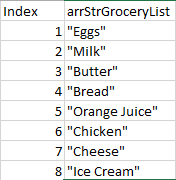 Index arrStrGroceryList
1 "Eggs"
2 "Milk"
3 "Butter"
4 "Bread"
5 "Orange Juice"
6 "Chicken"
7 "Cheese"
8 "Ice Cream"